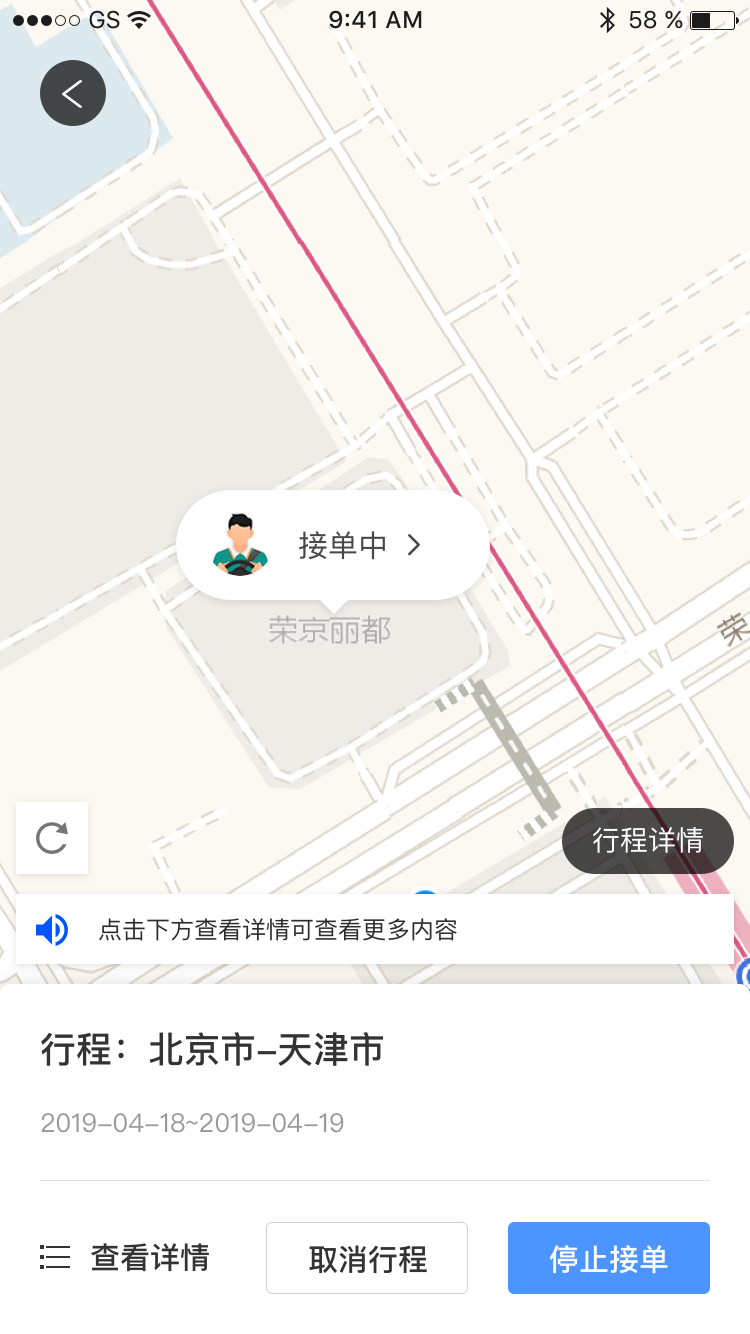 GS 9:41 AM 58 %
接单中
荣京丽都
荣
行程详情
点击下方查看详情可查看更多内容
行程：北京市–天津市
2019–04–18~2019–04–19
查看详情 取消行程 停止接单